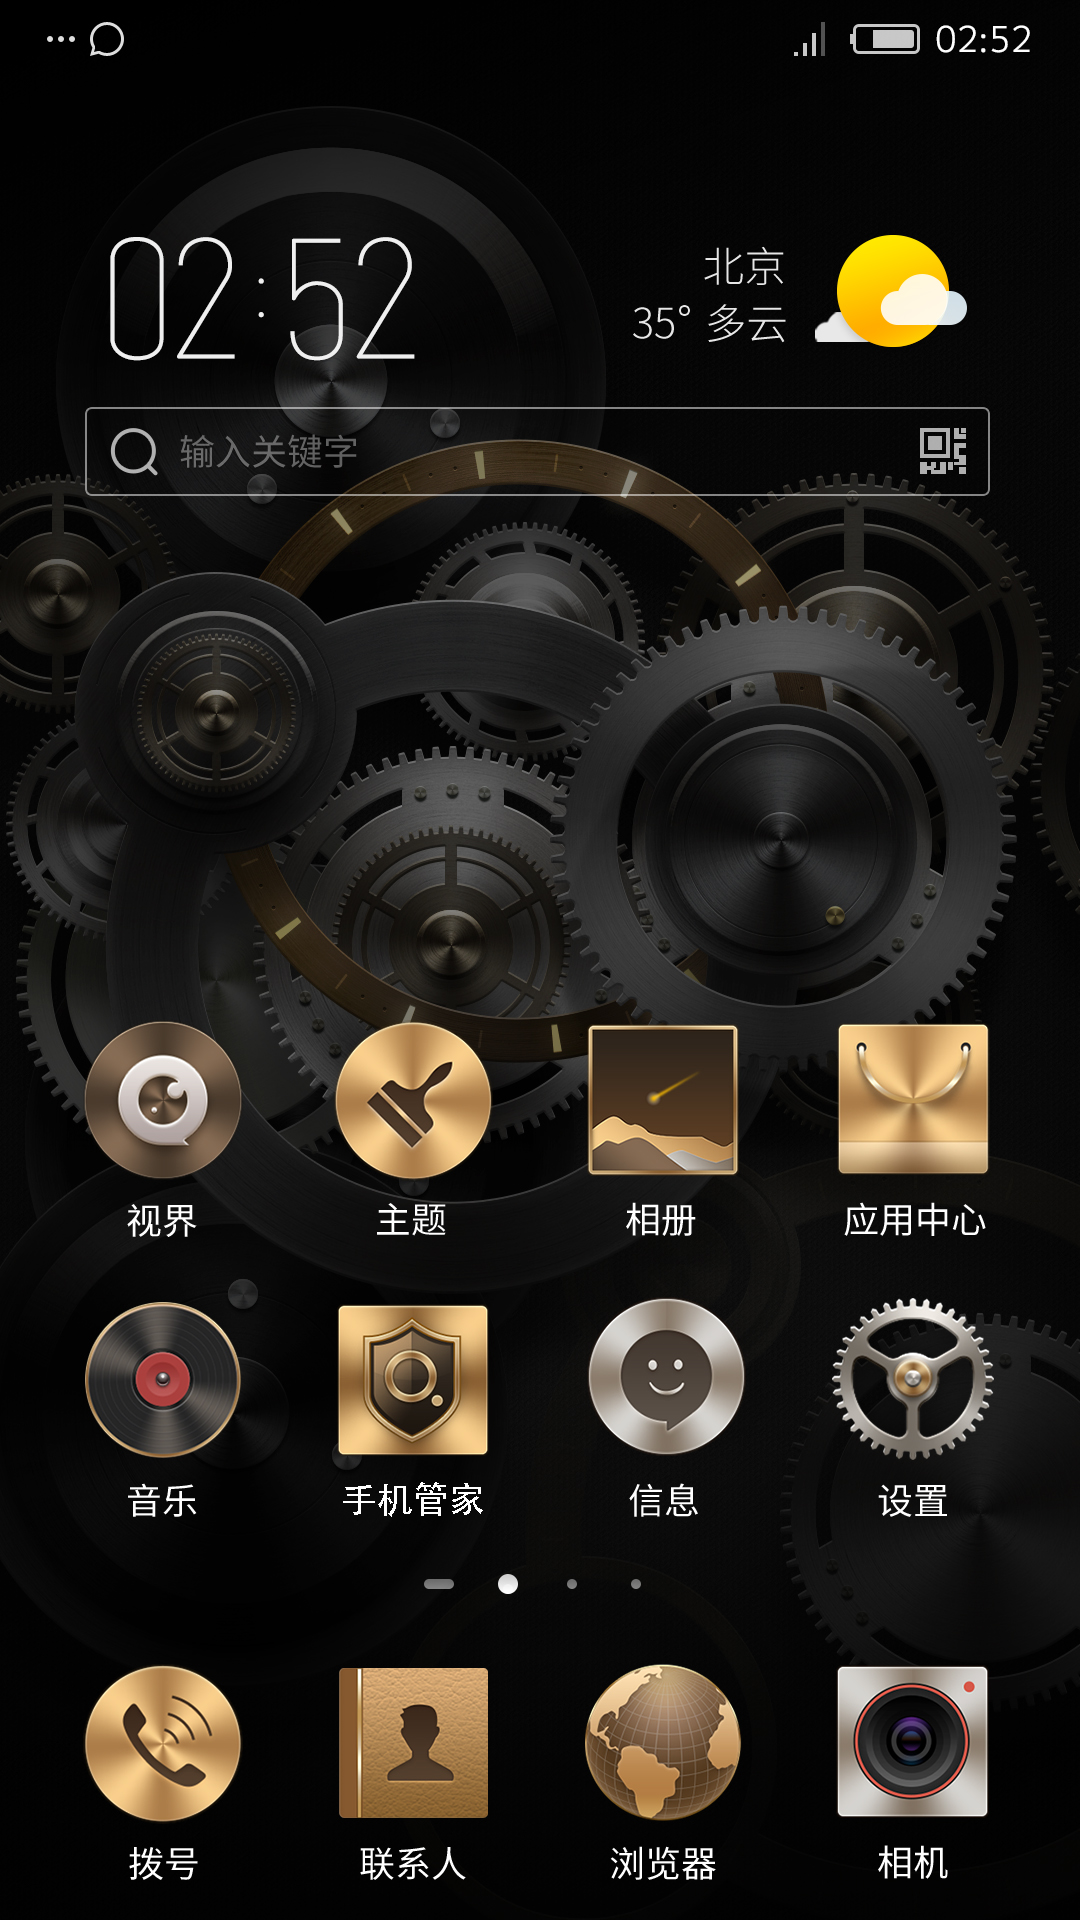 02:52
02:52
北京
35° 多云
输入关键字
视界
主题
相册
应用中心
音乐
手机管家
信息
设置
拨号
联系人
浏览器
相机